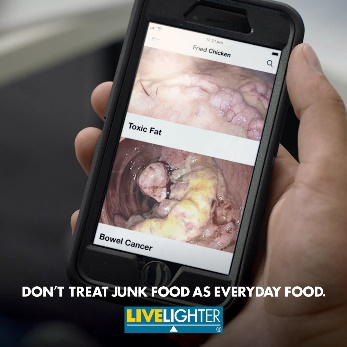 Fried Chicken
Toxic Fat
Bowel Cancer
DON'T TREAT JUNK FOOD AS EVERYDAY FOOD.
LIVELIGHTER